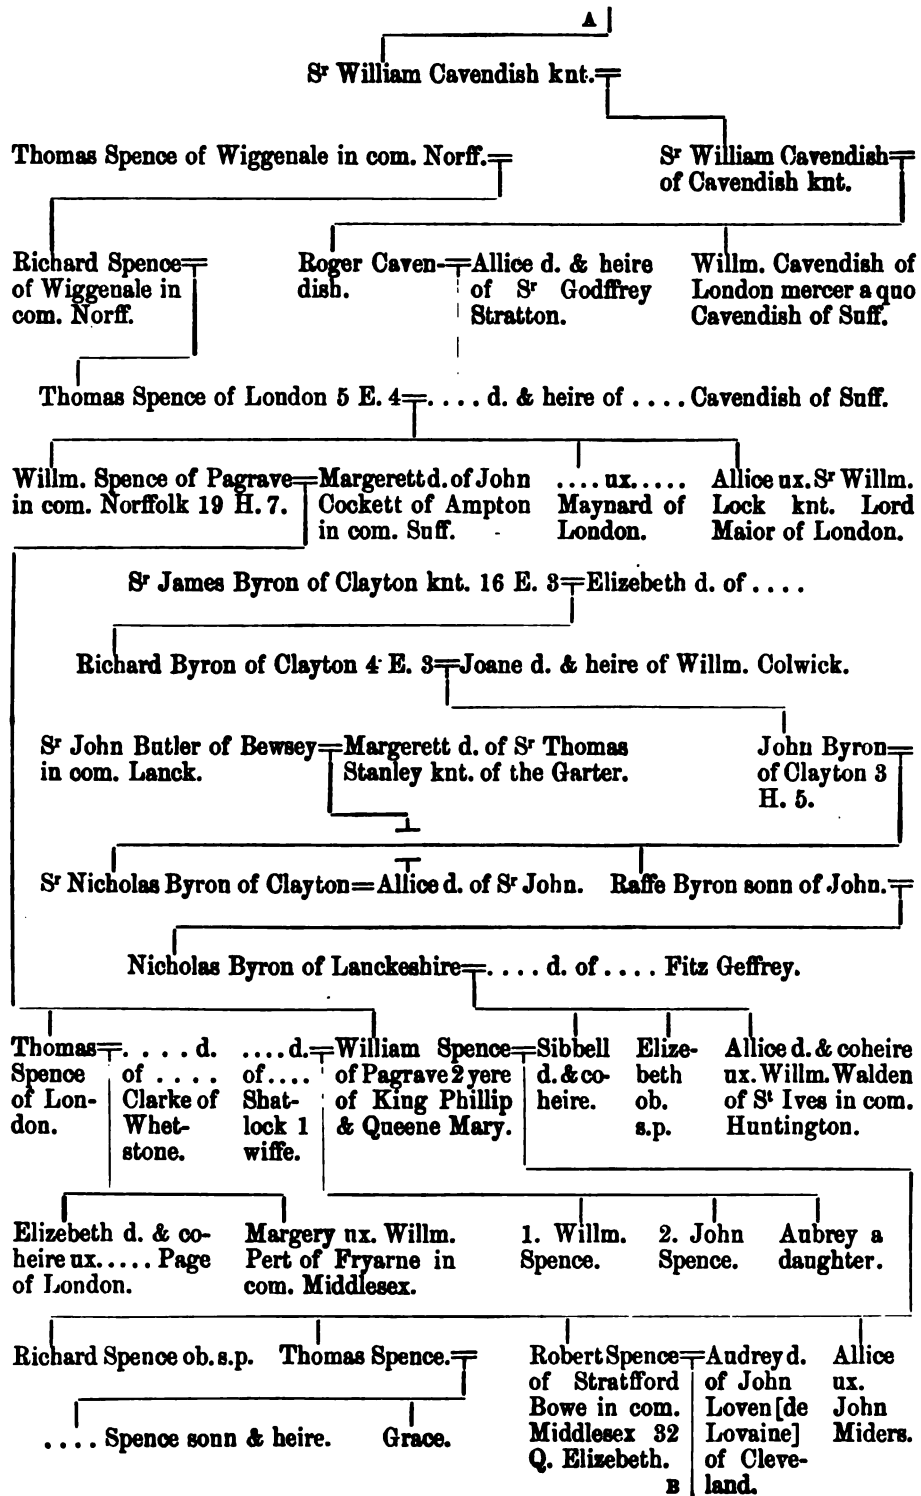 A
Sr William Cavendish knt.
Thomas Spence of Wiggenale in com. Norff.
Sr William Cavendish
of Cavendish knt.
Richard Spence
of Wiggenale in
com. Norff.
Roger Caven-
dish.
Allice d. & heire
of Sr Godffrey
Stratton.
Willm. Cavendish of
London mercer a quo
Cavendish of Suff.
Thomas Spence of London 5 E. 4=.... d. & heire of .... Cavendish of Suff.
Willm. Spence of Pagrave
in com. Norffolk 19 H. 7.
Margerett d. of John
Cockett of Ampton
in com. Suff.
.... ux.....
Maynard of
London.
Allice ux. Sr Willm.
Lock knt. Lord
Maior of London.
Sr James Byron of Clayton knt. 16 E. 3=Elizebeth d. of ....
Richard Byron of Clayton 4 E. 3=Joane d. & heire of Willm. Colwick.
Sr John Butler of Bewsey
in com. Lanck.
Margerett d. of Sr Thomas
Stanley knt. of the Garter.
John Byron
of Clayton 3
H. 5.
Sr Nicholas Byron of Clayton=Allice d. of Sr John.
Raffe Byron sonn of John.
Nicholas Byron of Lanckeshire=.... d. of .... Fitz Geffrey.
Thomas
Spence
of Lon-
don.
.... d.
of ....
Clarke of
Whet-
stone.
.... d.
of....
Shat-
lock 1
wiffe.
William Spence
of Pagrave 2 yere
of King Phillip
& Queene Mary.
Sibbell
d. & co-
heire.
Elize-
beth
ob.
s.p.
Allice d. & coheire
ux. Willm. Walden
of St Ives in com.
Huntington.
Elizebeth d. & co-
heire ux..... Page
of London.
Margery ux. Willm.
Pert of Fryarne in
com. Middlesex.
1. Willm.
Spence.
2. John
Spence.
Aubrey a
daughter.
Richard Spence ob. s.p.
Thomas Spence.
Robert Spence
of Stratfford
Bowe in com.
Middlesex 32
Q. Elizebeth.
B
Audrey d.
of John
Loven [de
Lovaine]
of Cleve-
land.
Allice
ux.
John
Miders.
.... Spence sonn & heire.
Grace.